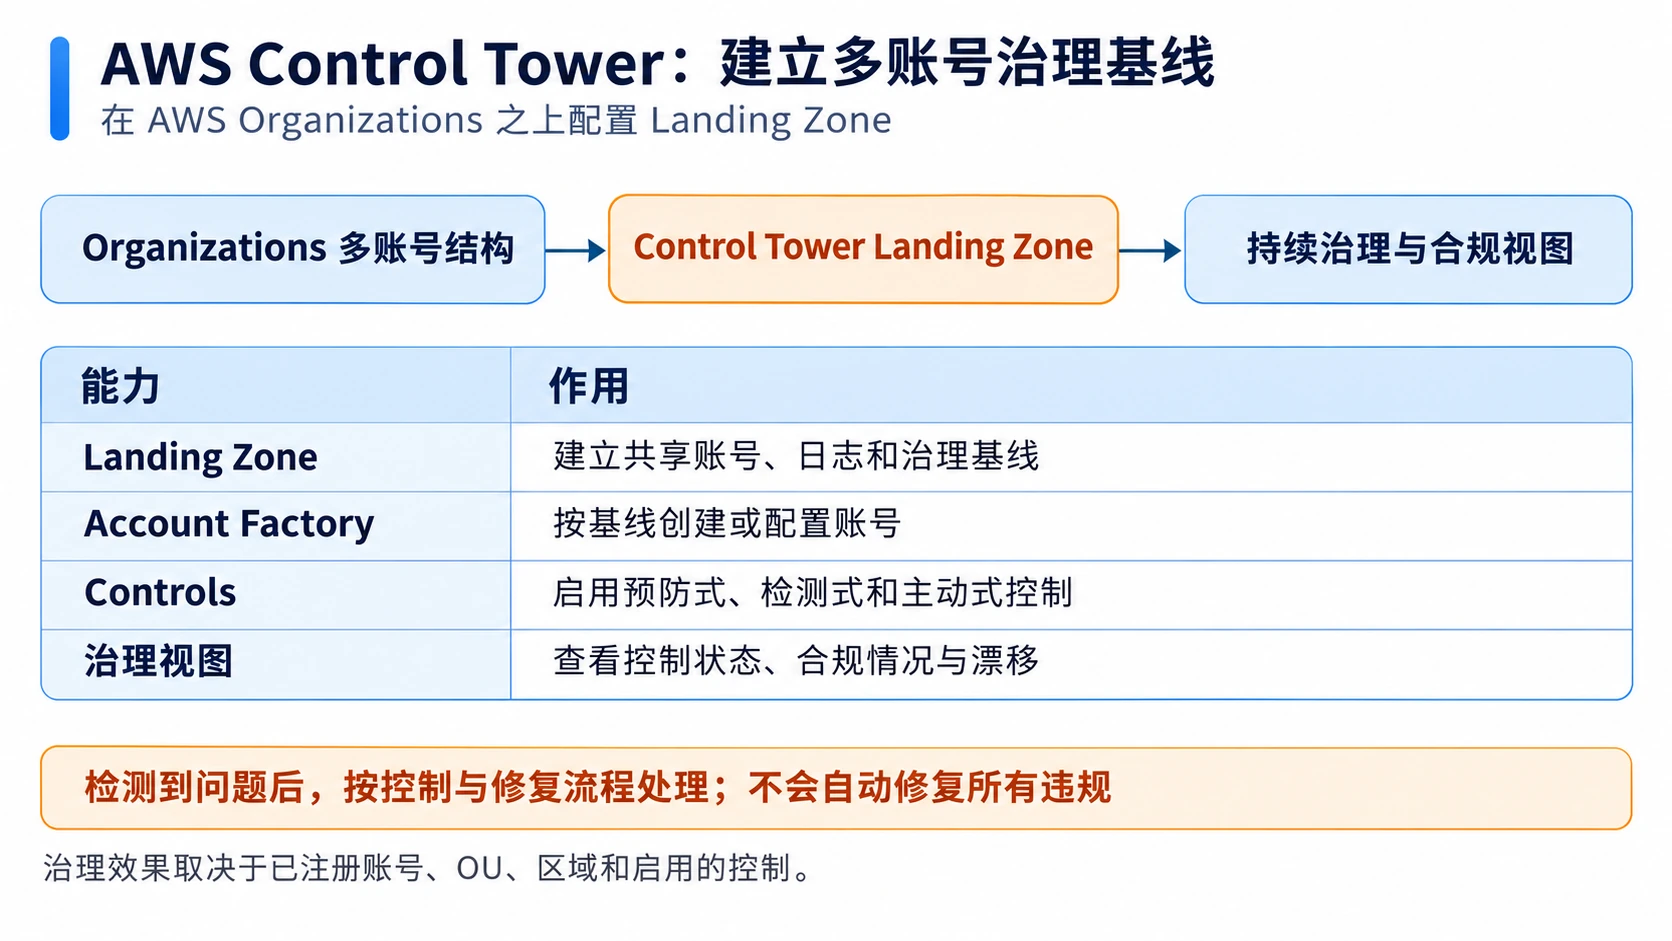 AWS Control Tower：建立多账号治理基线
在 AWS Organizations 之上配置 Landing Zone
Organizations 多账号结构
Control Tower Landing Zone
持续治理与合规视图
能力
作用
Landing Zone
建立共享账号、日志和治理基线
Account Factory
按基线创建或配置账号
Controls
启用预防式、检测式和主动式控制
治理视图
查看控制状态、合规情况与漂移
检测到问题后，按控制与修复流程处理；不会自动修复所有违规
治理效果取决于已注册账号、OU、区域和启用的控制。